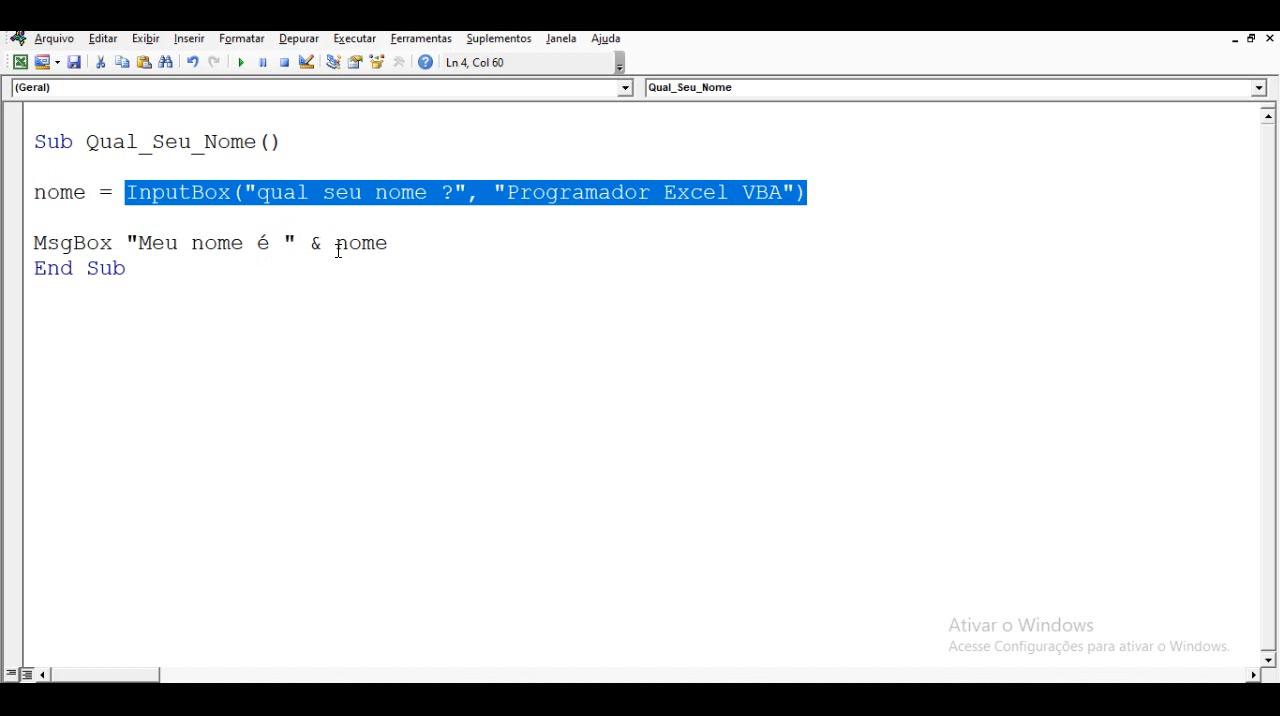 Arquivo Editar Exibir Inserir Formatar Depurar Executar Ferramentas Suplementos Janela Ajuda
Ln 4, Col 60
(Geral) Qual_Seu_Nome
Sub Qual_Seu_Nome()
nome = InputBox("qual seu nome ?", "Programador Excel VBA")
MsgBox "Meu nome é " & nome
End Sub
Ativar o Windows
Acesse Configurações para ativar o Windows.